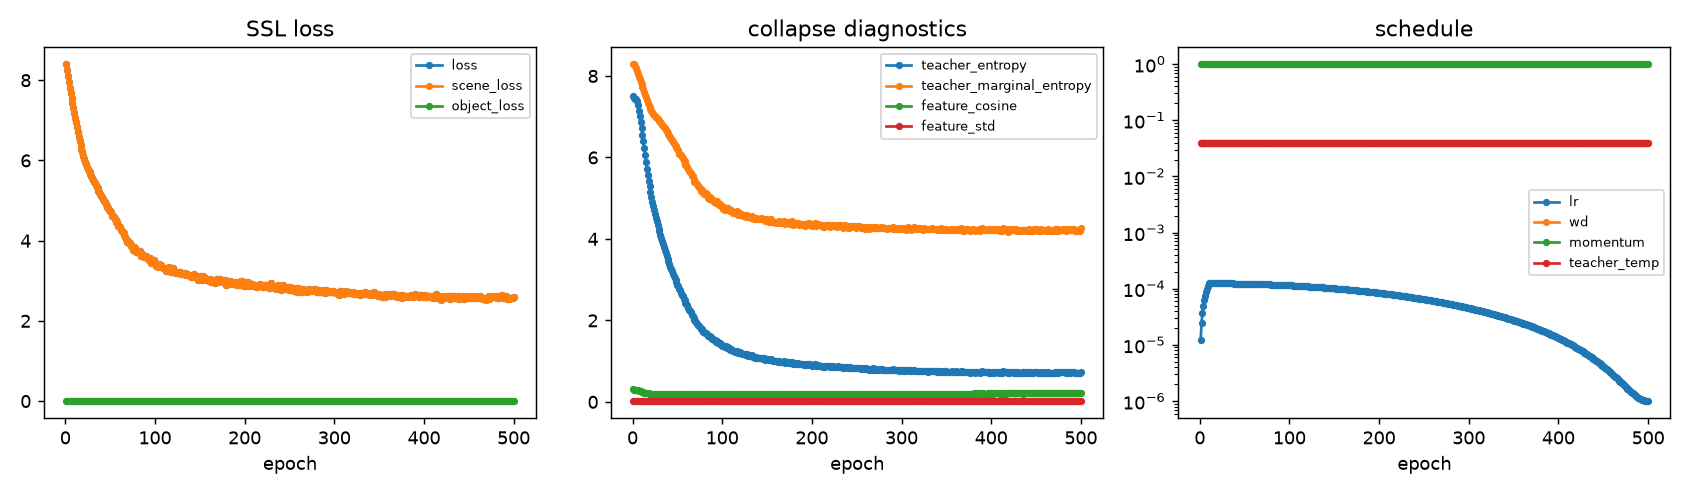 SSL loss
loss
scene_loss
object_loss
8
6
4
2
0
0 100 200 300 400 500
epoch
collapse diagnostics
teacher_entropy
teacher_marginal_entropy
feature_cosine
feature_std
8
6
4
2
0
0 100 200 300 400 500
epoch
schedule
10⁰
10⁻¹
10⁻²
10⁻³
10⁻⁴
10⁻⁵
10⁻⁶
lr
wd
momentum
teacher_temp
0 100 200 300 400 500
epoch